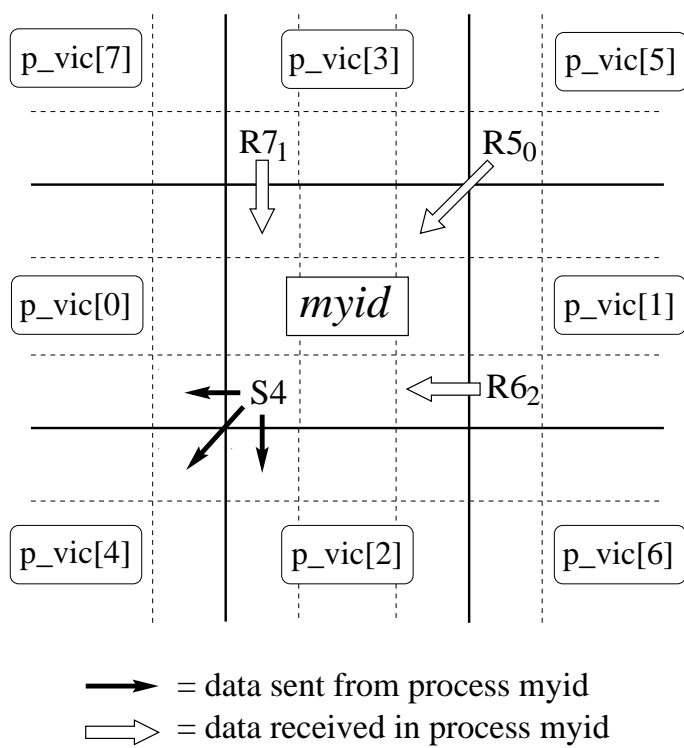 p_vic[7] p_vic[3] p_vic[5]
R7₁ R5₀
p_vic[0] myid p_vic[1]
S4 R6₂
p_vic[4] p_vic[2] p_vic[6]
= data sent from process myid
= data received in process myid